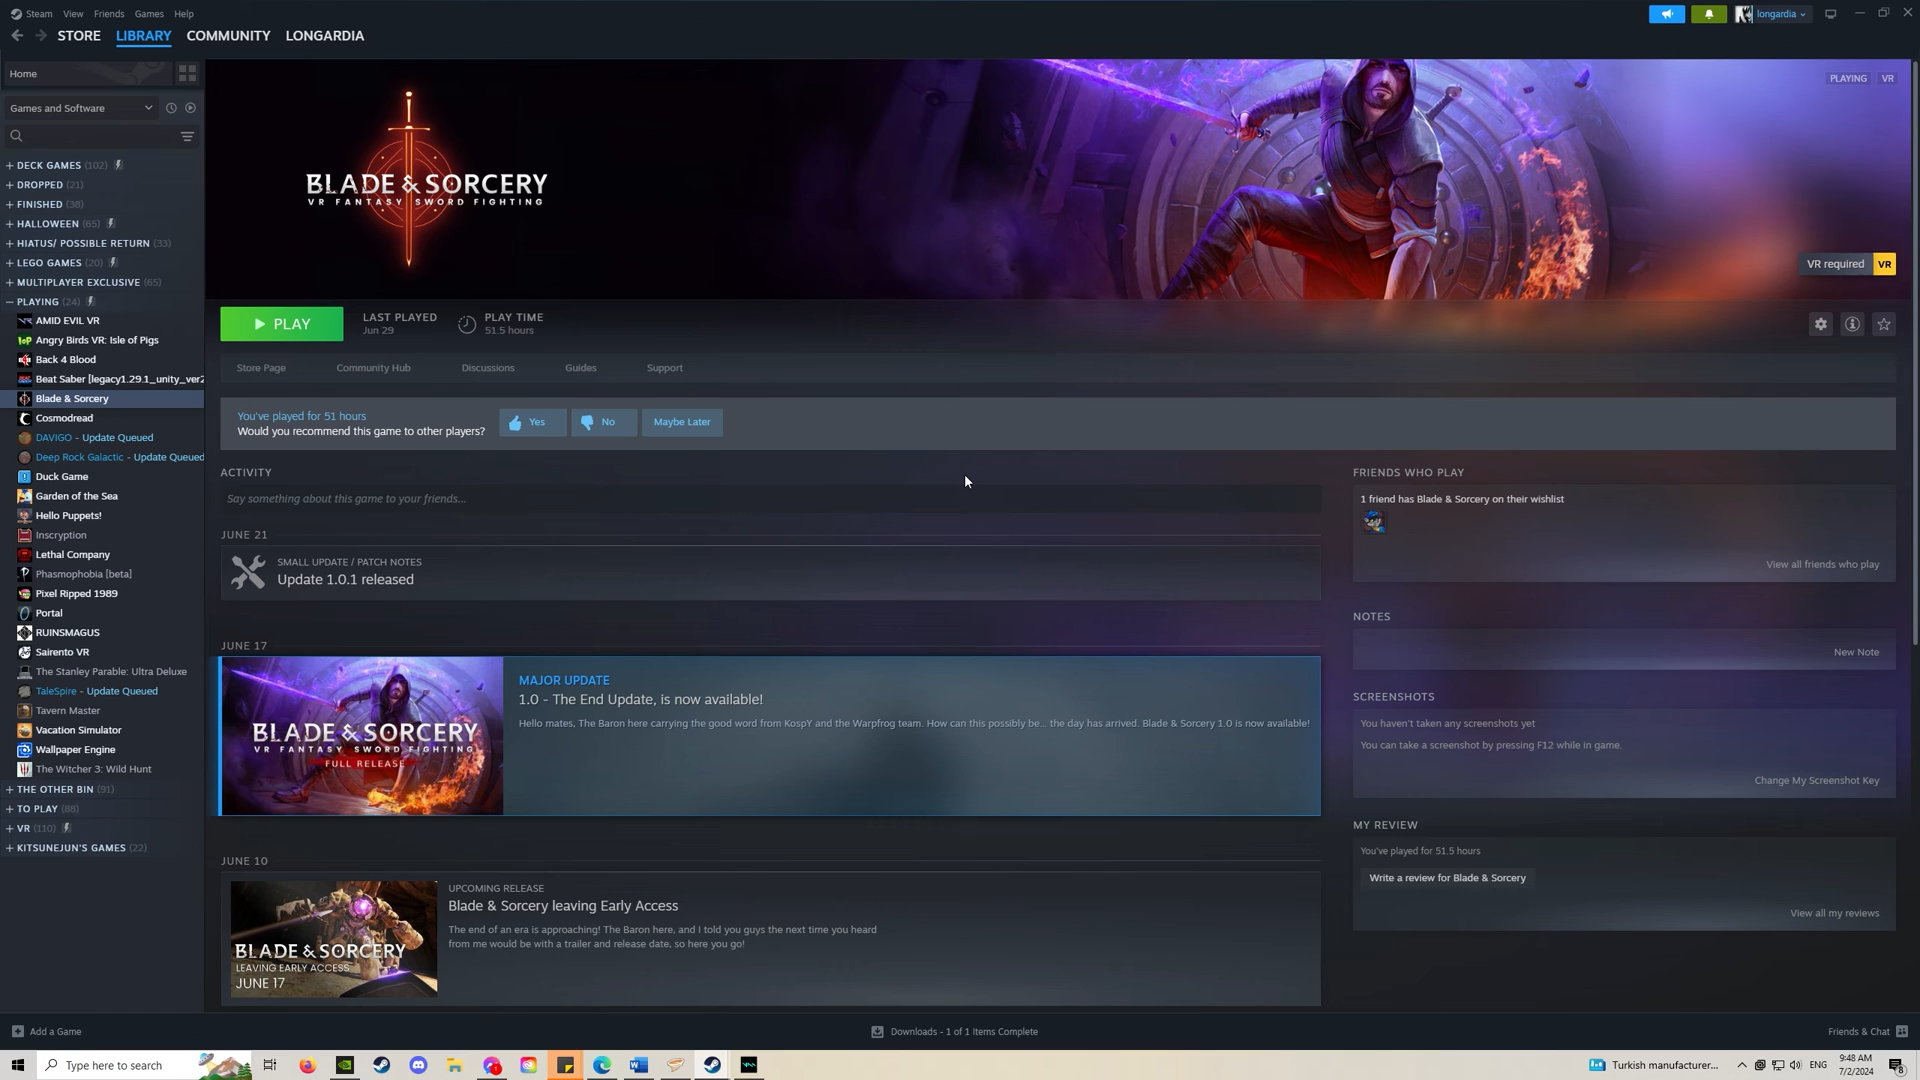 Steam View Friends Games Help
longardia
STORE LIBRARY COMMUNITY LONGARDIA
Home
Games and Software
DECK GAMES (102)
DROPPED (21)
FINISHED (38)
HALLOWEEN (65)
HIATUS/ POSSIBLE RETURN (33)
LEGO GAMES (20)
MULTIPLAYER EXCLUSIVE (65)
PLAYING (24)
AMID EVIL VR
Angry Birds VR: Isle of Pigs
Back 4 Blood
Beat Saber [legacy1.29.1_unity_ver2
Blade & Sorcery
Cosmodread
DAVIGO - Update Queued
Deep Rock Galactic - Update Queued
Duck Game
Garden of the Sea
Hello Puppets!
Inscryption
Lethal Company
Phasmophobia [beta]
Pixel Ripped 1989
Portal
RUINSMAGUS
Sairento VR
The Stanley Parable: Ultra Deluxe
TaleSpire - Update Queued
Tavern Master
Vacation Simulator
Wallpaper Engine
The Witcher 3: Wild Hunt
THE OTHER BIN (91)
TO PLAY (88)
VR (110)
KITSUNEJUN'S GAMES (22)
BLADE & SORCERY
VR FANTASY SWORD FIGHTING
PLAYING VR
VR required VR
PLAY
LAST PLAYED
Jun 29
PLAY TIME
51.5 hours
Store Page Community Hub Discussions Guides Support
You've played for 51 hours
Would you recommend this game to other players?
Yes No Maybe Later
ACTIVITY
Say something about this game to your friends...
JUNE 21
SMALL UPDATE / PATCH NOTES
Update 1.0.1 released
JUNE 17
BLADE & SORCERY
VR FANTASY SWORD FIGHTING
FULL RELEASE
MAJOR UPDATE
1.0 - The End Update, is now available!
Hello mates, The Baron here carrying the good word from KospY and the Warpfrog team. How can this possibly be... the day has arrived. Blade & Sorcery 1.0 is now available!
JUNE 10
BLADE & SORCERY
LEAVING EARLY ACCESS
JUNE 17
UPCOMING RELEASE
Blade & Sorcery leaving Early Access
The end of an era is approaching! The Baron here, and I told you guys the next time you heard
from me would be with a trailer and release date, so here you go!
FRIENDS WHO PLAY
1 friend has Blade & Sorcery on their wishlist
View all friends who play
NOTES
New Note
SCREENSHOTS
You haven't taken any screenshots yet
You can take a screenshot by pressing F12 while in game.
Change My Screenshot Key
MY REVIEW
You've played for 51.5 hours
Write a review for Blade & Sorcery
View all my reviews
Add a Game
Downloads - 1 of 1 Items Complete
Friends & Chat
Type here to search
Turkish manufacturer...
ENG
9:48 AM
7/2/2024